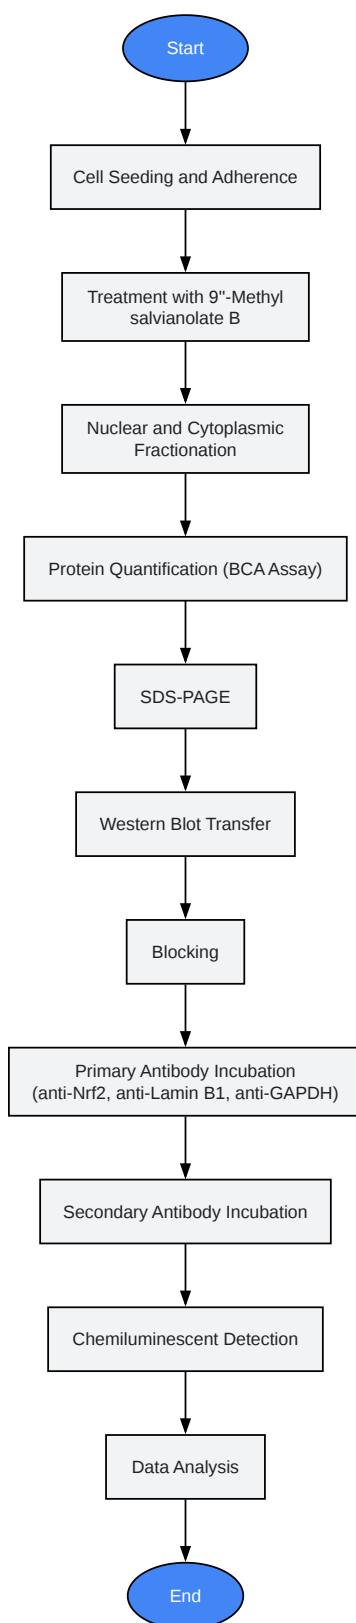 Start
Cell Seeding and Adherence
Treatment with 9"-Methyl
salvianolate B
Nuclear and Cytoplasmic
Fractionation
Protein Quantification (BCA Assay)
SDS-PAGE
Western Blot Transfer
Blocking
Primary Antibody Incubation
(anti-Nrf2, anti-Lamin B1, anti-GAPDH)
Secondary Antibody Incubation
Chemiluminescent Detection
Data Analysis
End